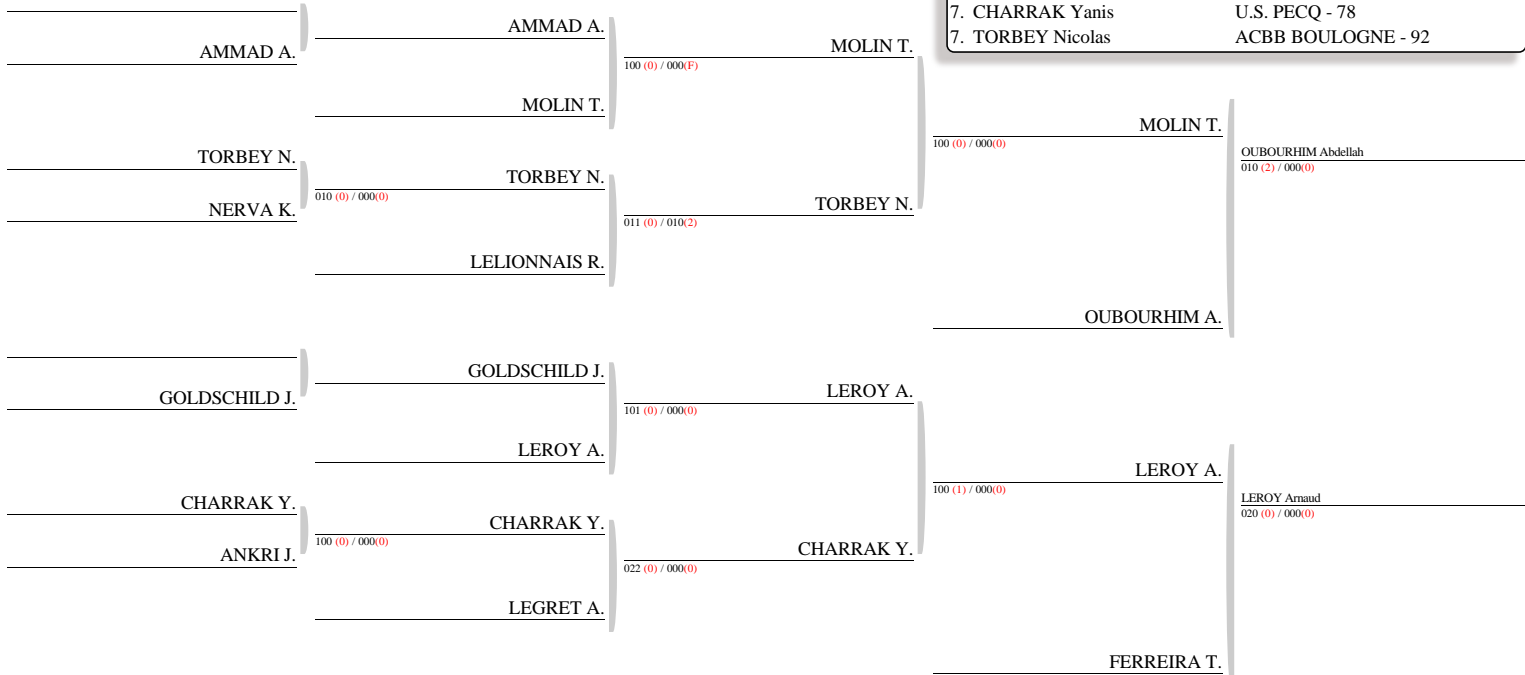 7. CHARRAK Yanis U.S. PECQ - 78
7. TORBEY Nicolas ACBB BOULOGNE - 92
AMMAD A.
AMMAD A.
MOLIN T.
100 (0) / 000(F)
MOLIN T.
MOLIN T.
100 (0) / 000(0)
OUBOURHIM Abdellah
010 (2) / 000(0)
TORBEY N.
TORBEY N.
010 (0) / 000(0)
NERVA K.
TORBEY N.
011 (0) / 010(2)
LELIONNAIS R.
OUBOURHIM A.
GOLDSCHILD J.
GOLDSCHILD J.
LEROY A.
101 (0) / 000(0)
LEROY A.
LEROY A.
100 (1) / 000(0)
LEROY Arnaud
020 (0) / 000(0)
CHARRAK Y.
CHARRAK Y.
100 (0) / 000(0)
ANKRI J.
CHARRAK Y.
022 (0) / 000(0)
LEGRET A.
FERREIRA T.